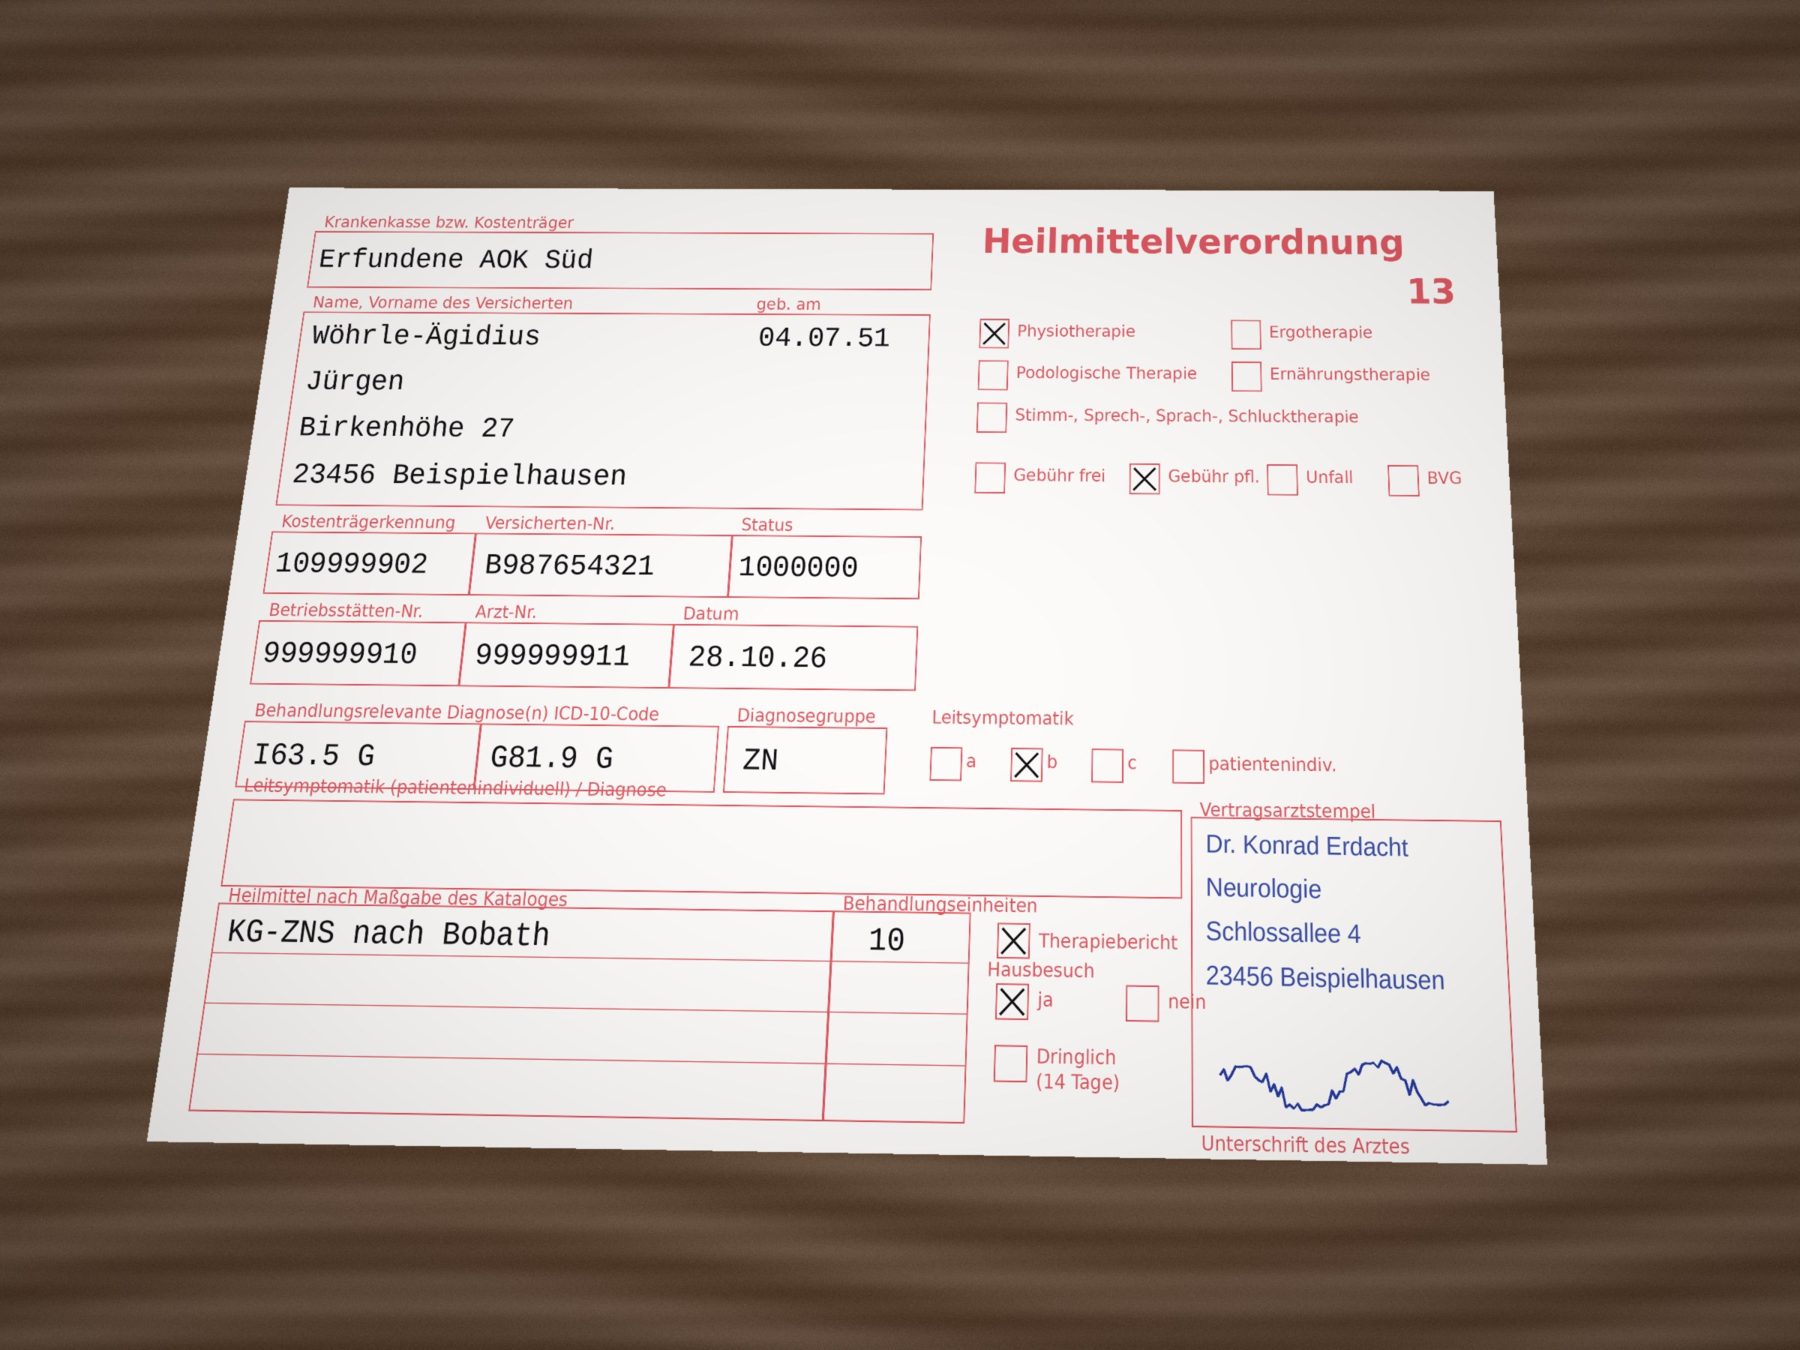 Krankenkasse bzw. Kostenträger
Erfundene AOK Süd
Name, Vorname des Versicherten geb. am
Wöhrle-Ägidius 04.07.51
Jürgen
Birkenhöhe 27
23456 Beispielhausen
Kostenträgerkennung Versicherten-Nr. Status
109999902 B987654321 1000000
Betriebsstätten-Nr. Arzt-Nr. Datum
999999910 999999911 28.10.26
Heilmittelverordnung
13
Physiotherapie Ergotherapie
Podologische Therapie Ernährungstherapie
Stimm-, Sprech-, Sprach-, Schlucktherapie
Gebühr frei Gebühr pfl. Unfall BVG
Behandlungsrelevante Diagnose(n) ICD-10-Code Diagnosegruppe Leitsymptomatik
I63.5 G G81.9 G ZN a b c patientenindiv.
Leitsymptomatik (patientenindividuell) / Diagnose
Heilmittel nach Maßgabe des Kataloges Behandlungseinheiten
KG-ZNS nach Bobath 10
Therapiebericht
Hausbesuch
ja nein
Dringlich
(14 Tage)
Vertragsarztstempel
Dr. Konrad Erdacht
Neurologie
Schlossallee 4
23456 Beispielhausen
Unterschrift des Arztes